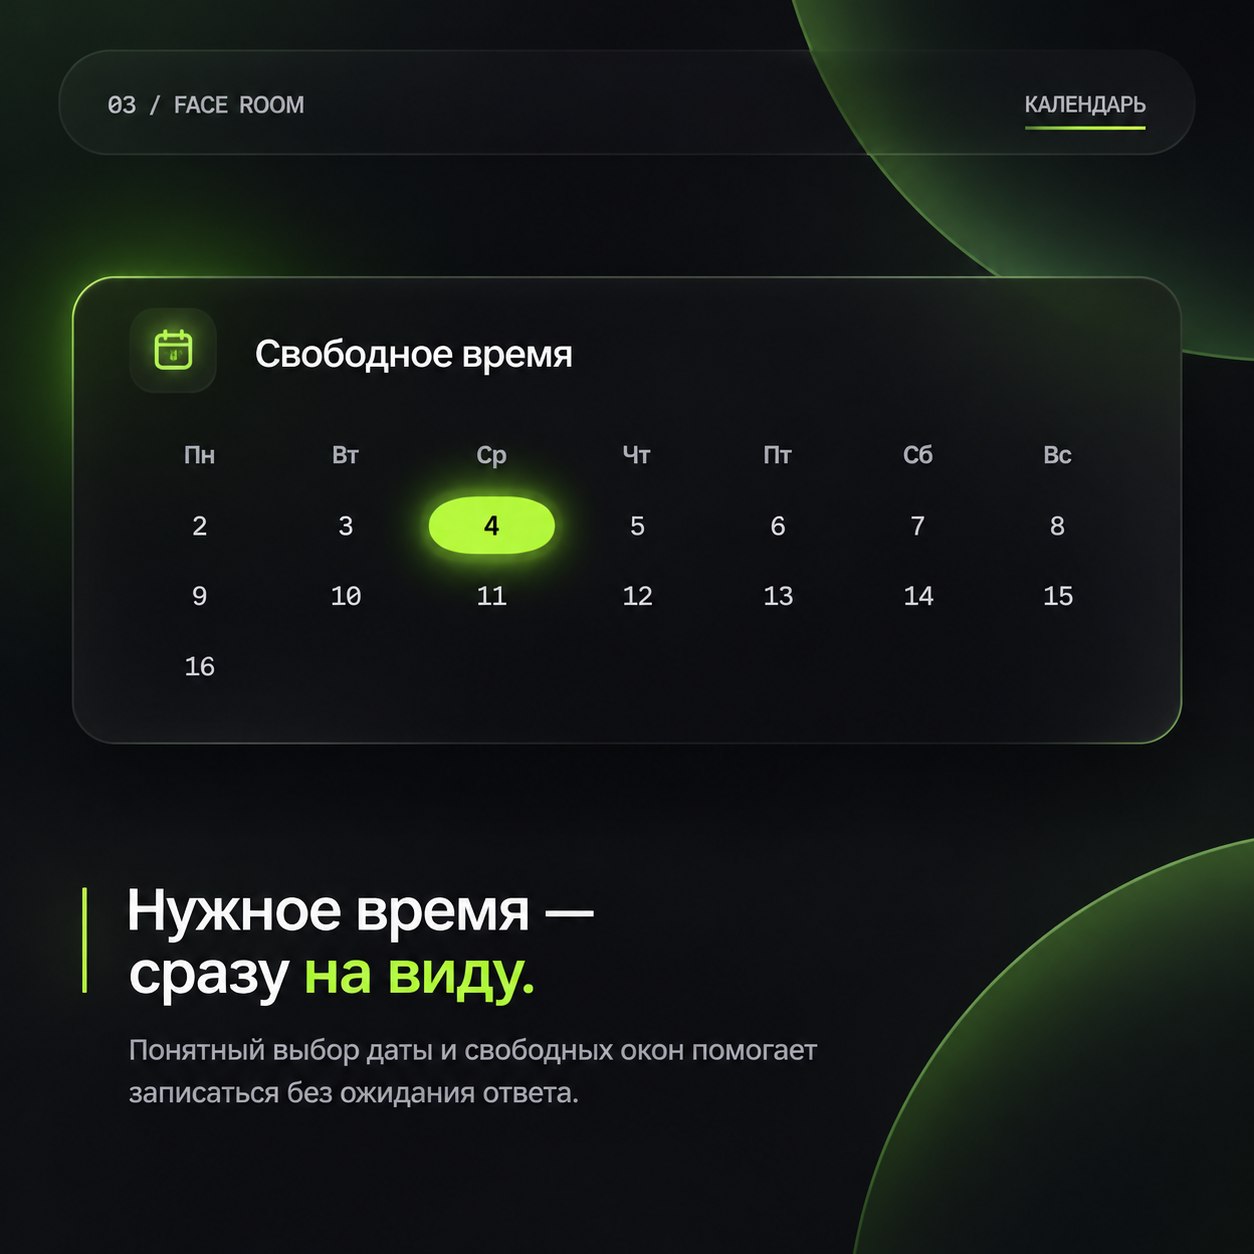 03 / FACE ROOM
КАЛЕНДАРЬ
Свободное время
Пн Вт Ср Чт Пт Сб Вс
2 3 4 5 6 7 8
9 10 11 12 13 14 15
16
Нужное время —
сразу на виду.
Понятный выбор даты и свободных окон помогает
записаться без ожидания ответа.